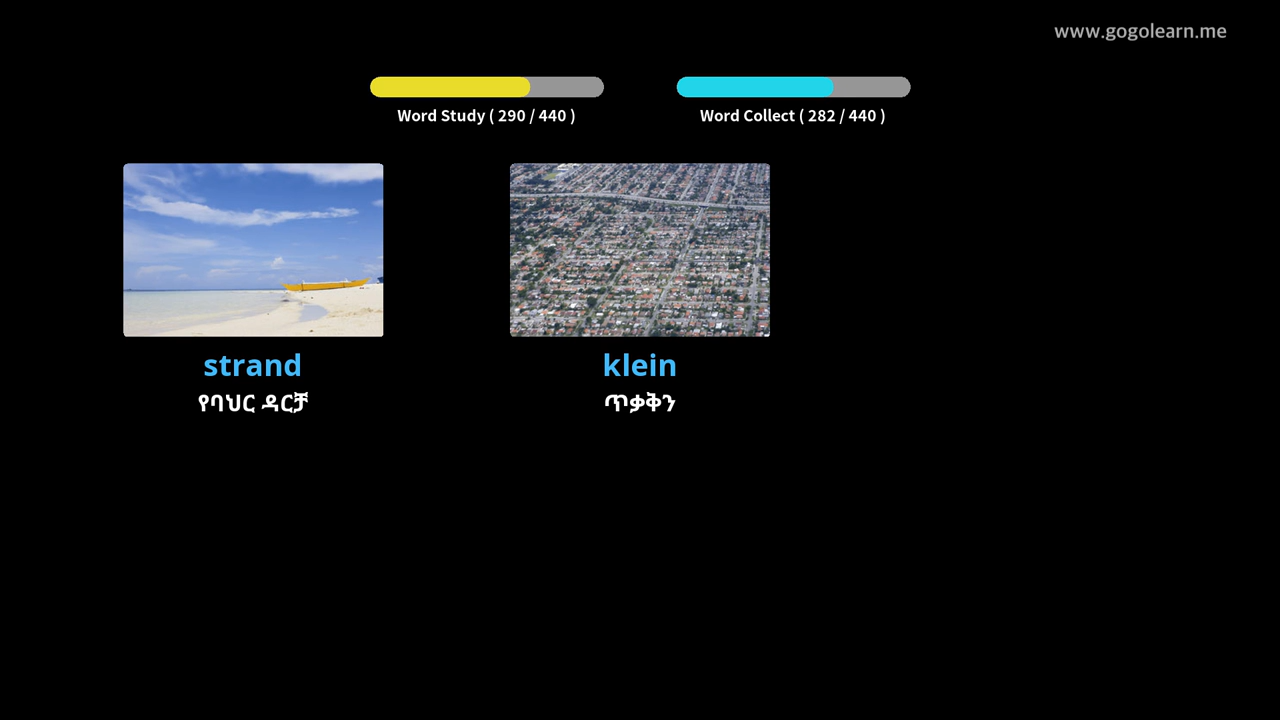 www.gogolearn.me
Word Study ( 290 / 440 )
Word Collect ( 282 / 440 )
strand
የባህር ዳርቻ
klein
ጥቃቅን